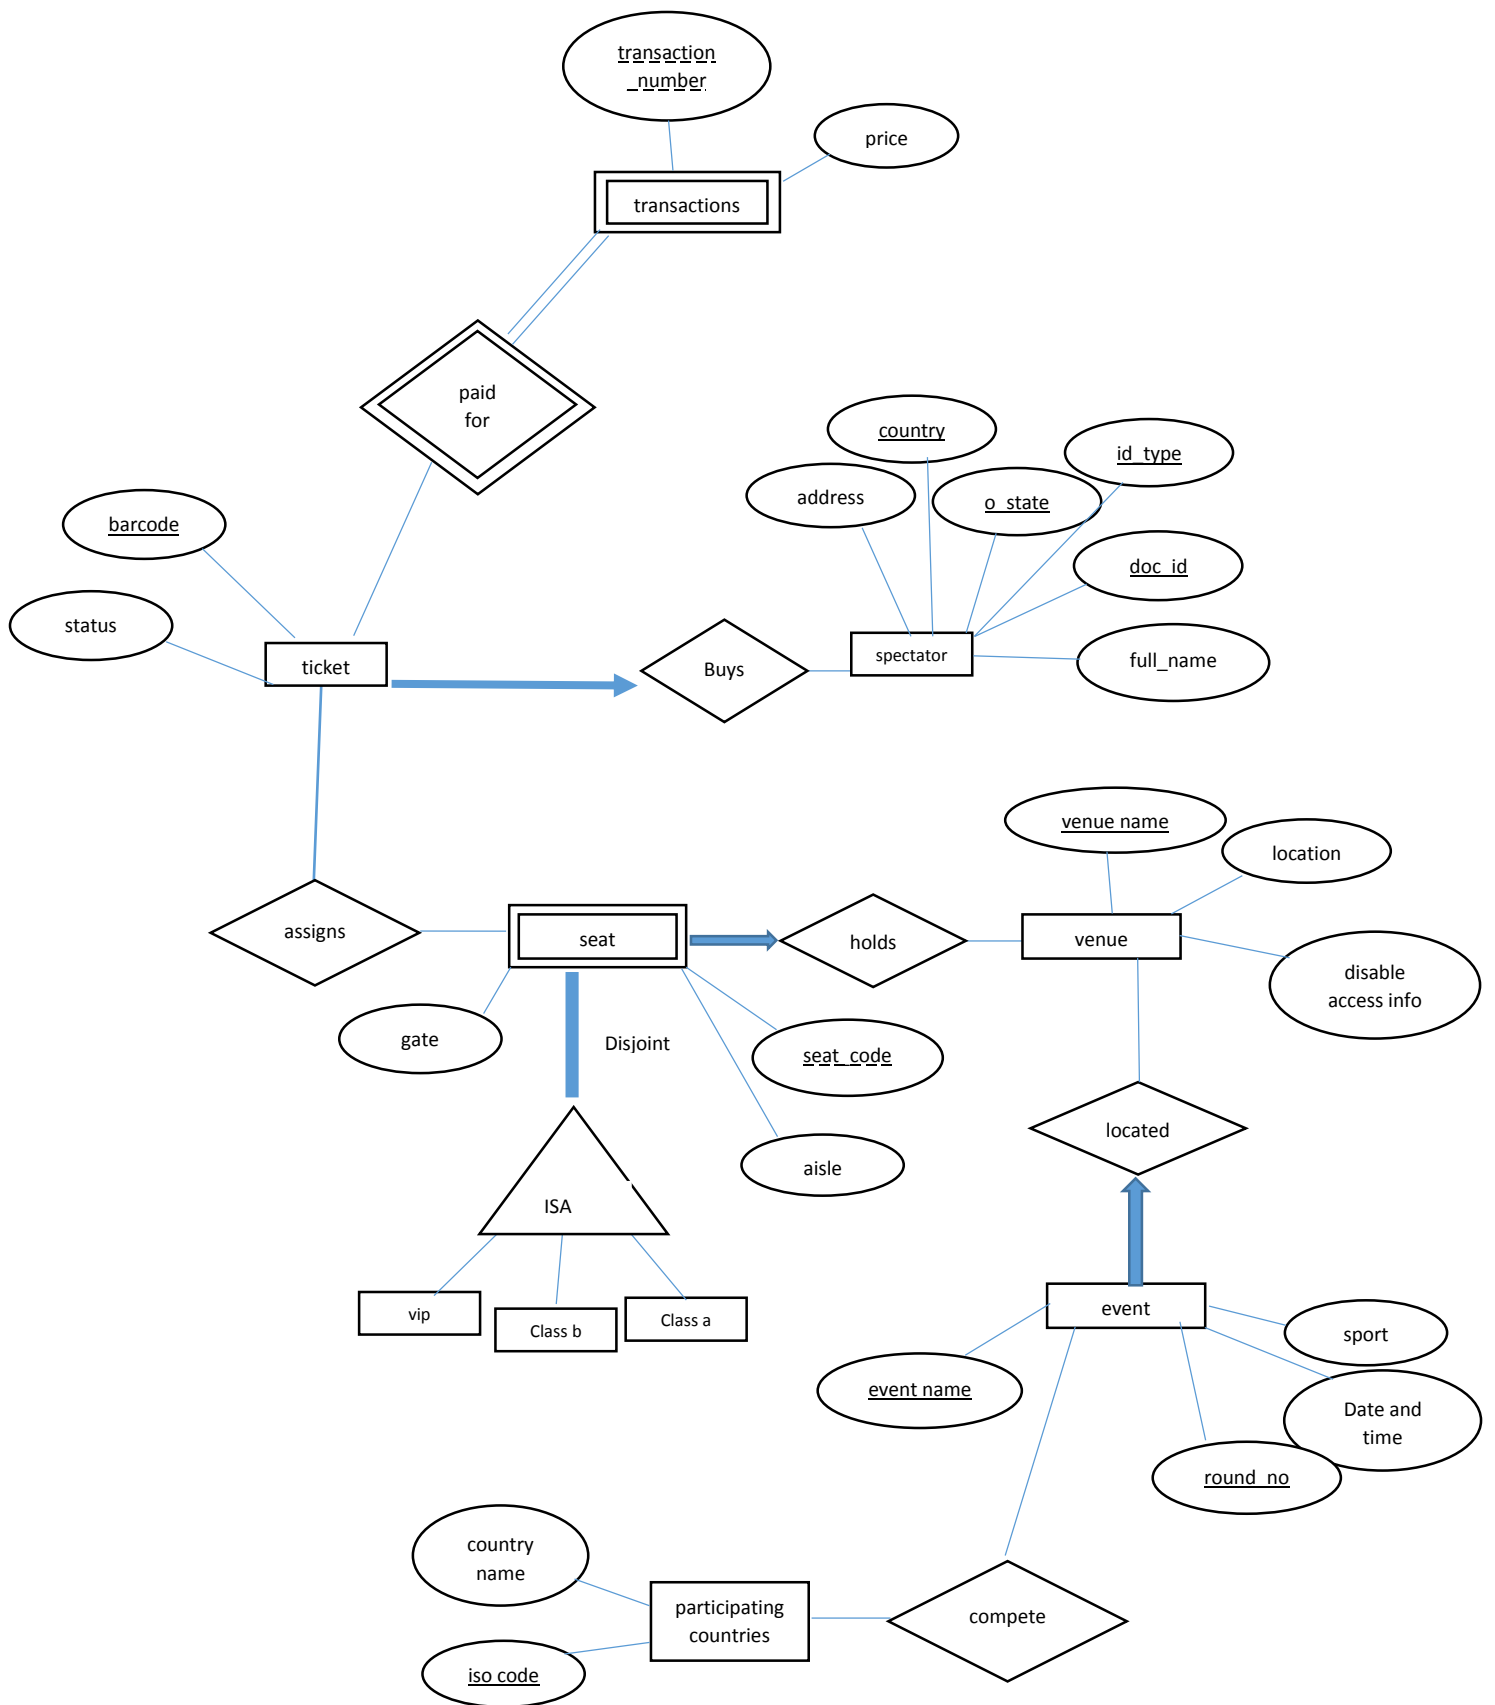 transaction
_number
price
transactions
paid
for
country
id_type
address
o_state
barcode
doc_id
status
full_name
ticket
Buys
spectator
venue name
location
assigns
seat
holds
venue
disable
access info
gate
Disjoint
seat_code
located
aisle
ISA
vip
Class b
Class a
event
sport
event name
Date and
time
round_no
country
name
participating
countries
compete
iso code